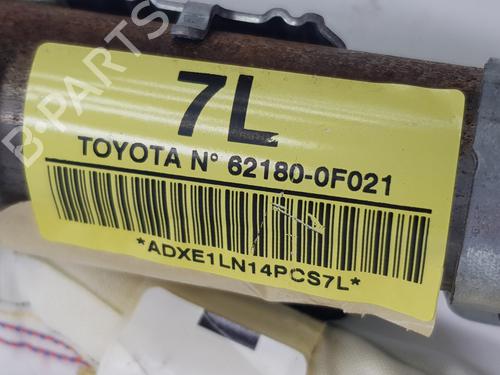 7L
TOYOTA N° 62180-0F021
*ADXE1LN14PCS7L*
B-PARTS